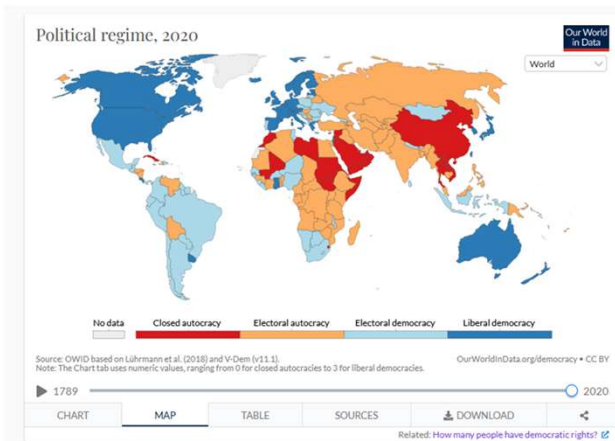 Political regime, 2020
Our World
in Data
World
No data
Closed autocracy
Electoral autocracy
Electoral democracy
Liberal democracy
Source: OWID based on Lührmann et al. (2018) and V-Dem (v11.1).
OurWorldInData.org/democracy • CC BY
Note: The Chart tab uses numeric values, ranging from 0 for closed autocracies to 3 for liberal democracies.
1789
2020
CHART
MAP
TABLE
SOURCES
DOWNLOAD
Related: How many people have democratic rights?